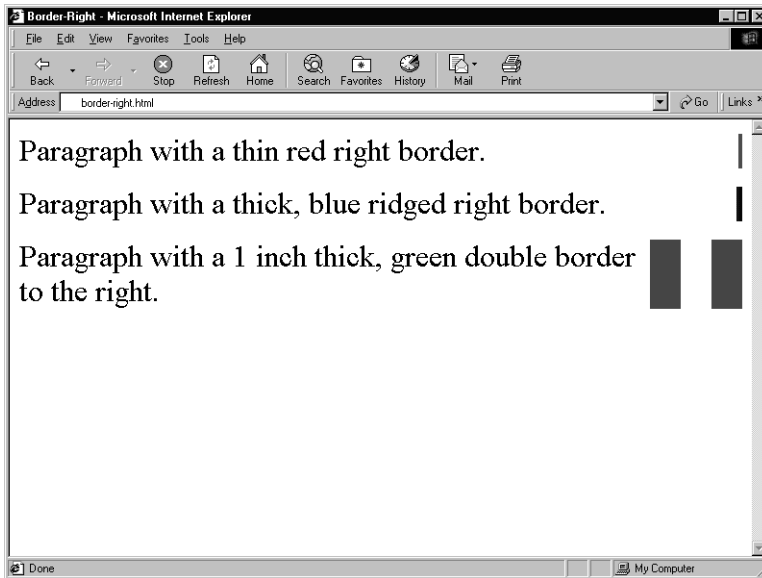 Border-Right - Microsoft Internet Explorer
File Edit View Favorites Tools Help
Back Forward Stop Refresh Home Search Favorites History Mail Print
Address border-right.html Go Links »
Paragraph with a thin red right border.
Paragraph with a thick, blue ridged right border.
Paragraph with a 1 inch thick, green double border
to the right.
Done My Computer